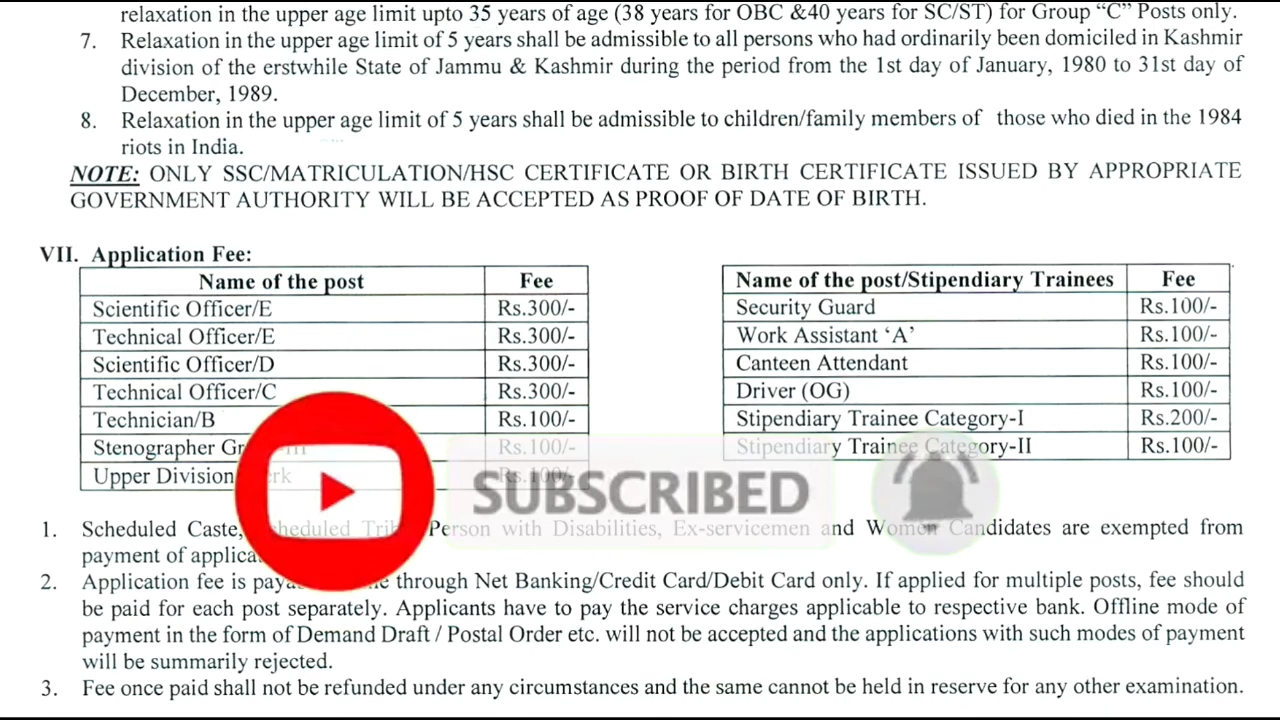 relaxation in the upper age limit upto 35 years of age (38 years for OBC &40 years for SC/ST) for Group “C” Posts only.
7. Relaxation in the upper age limit of 5 years shall be admissible to all persons who had ordinarily been domiciled in Kashmir
division of the erstwhile State of Jammu & Kashmir during the period from the 1st day of January, 1980 to 31st day of
December, 1989.
8. Relaxation in the upper age limit of 5 years shall be admissible to children/family members of those who died in the 1984
riots in India.
NOTE: ONLY SSC/MATRICULATION/HSC CERTIFICATE OR BIRTH CERTIFICATE ISSUED BY APPROPRIATE
GOVERNMENT AUTHORITY WILL BE ACCEPTED AS PROOF OF DATE OF BIRTH.
VII. Application Fee:
Name of the post Fee
Scientific Officer/E Rs.300/-
Technical Officer/E Rs.300/-
Scientific Officer/D Rs.300/-
Technical Officer/C Rs.300/-
Technician/B Rs.100/-
Stenographer Rs.100/-
Upper Division Rs.100/-
Name of the post/Stipendiary Trainees Fee
Security Guard Rs.100/-
Work Assistant ‘A’ Rs.100/-
Canteen Attendant Rs.100/-
Driver (OG) Rs.100/-
Stipendiary Trainee Category-I Rs.200/-
Stipendiary Trainee Category-II Rs.100/-
SUBSCRIBED
1. Scheduled Caste, Scheduled Person with Disabilities, Ex-servicemen and Women Candidates are exempted from
payment of
2. Application fee is through Net Banking/Credit Card/Debit Card only. If applied for multiple posts, fee should
be paid for each post separately. Applicants have to pay the service charges applicable to respective bank. Offline mode of
payment in the form of Demand Draft / Postal Order etc. will not be accepted and the applications with such modes of payment
will be summarily rejected.
3. Fee once paid shall not be refunded under any circumstances and the same cannot be held in reserve for any other examination.